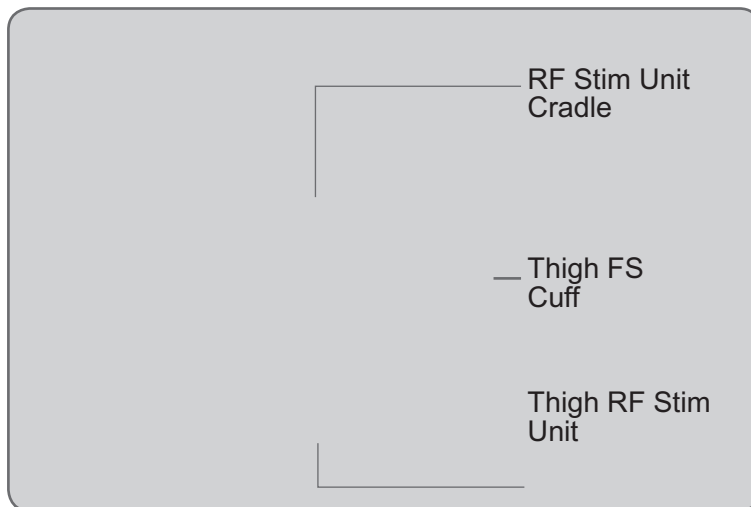 RF Stim Unit
Cradle
Thigh FS
Cuff
Thigh RF Stim
Unit